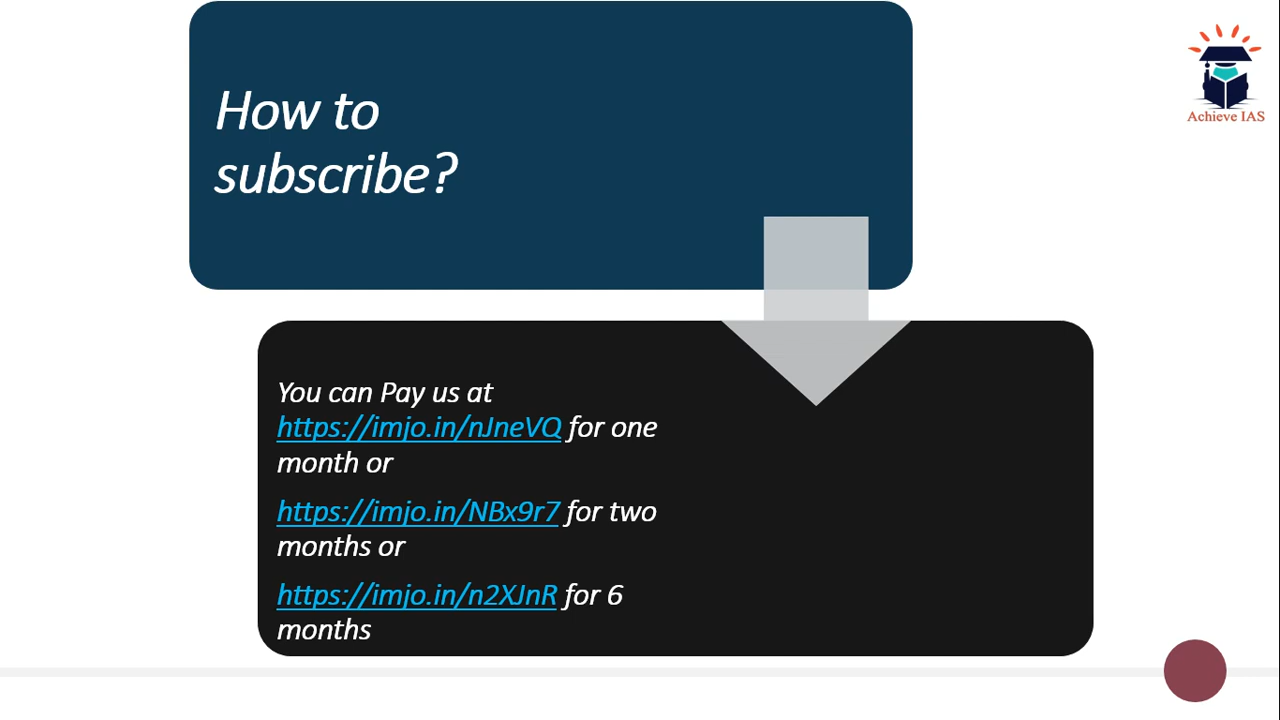 How to
subscribe?
Achieve IAS
You can Pay us at
https://imjo.in/nJneVQ for one
month or
https://imjo.in/NBx9r7 for two
months or
https://imjo.in/n2XJnR for 6
months